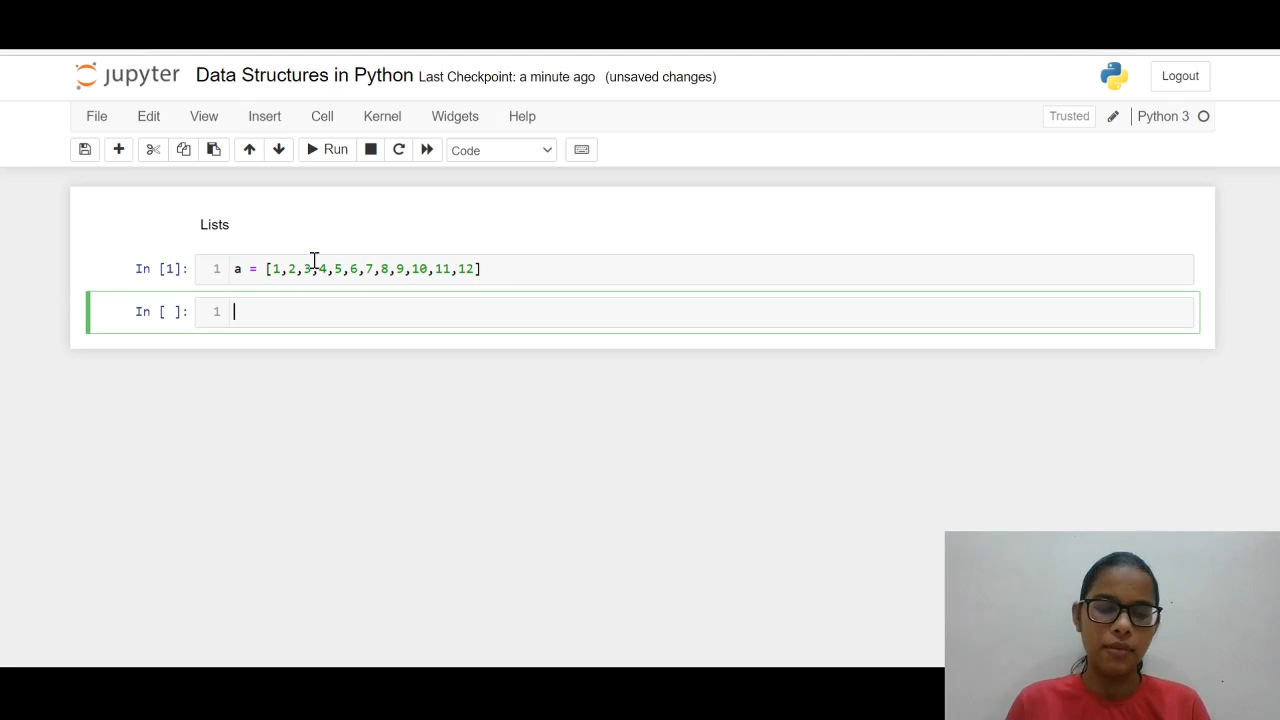 jupyter Data Structures in Python Last Checkpoint: a minute ago (unsaved changes) Logout
File Edit View Insert Cell Kernel Widgets Help Trusted Python 3
Run Code
Lists
In [1]: 1 a = [1,2,3,4,5,6,7,8,9,10,11,12]
In [ ]: 1